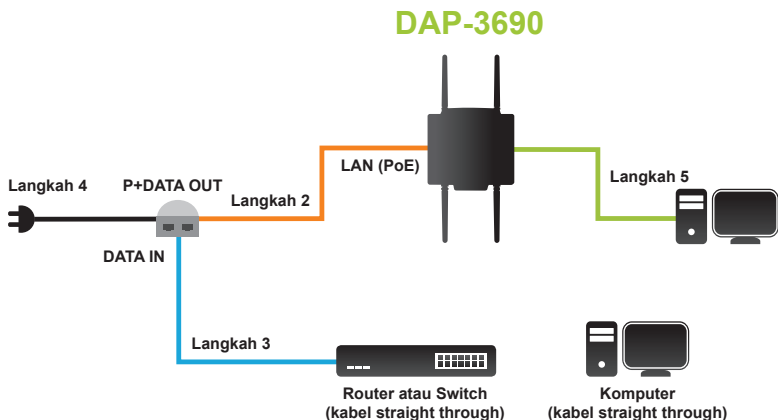 DAP-3690
LAN (PoE)
Langkah 4
P+DATA OUT
Langkah 2
Langkah 5
DATA IN
Langkah 3
Router atau Switch
(kabel straight through)
Komputer
(kabel straight through)